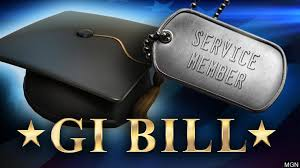 SERVICE
MEMBER
★ GI BILL ★
MGN